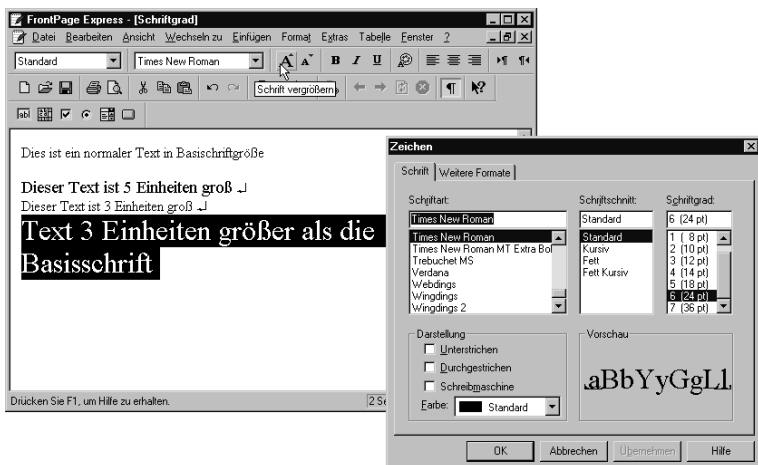 FrontPage Express - [Schriftgrad]
Datei Bearbeiten Ansicht Wechseln zu Einfügen Format Extras Tabelle Fenster ?
Standard Times New Roman A A B I U
Schrift vergrößern
Dies ist ein normaler Text in Basischriftgröße
Dieser Text ist 5 Einheiten groß
Dieser Text ist 3 Einheiten groß
Text 3 Einheiten größer als die
Basisschrift
Drücken Sie F1, um Hilfe zu erhalten.
2 Se
Zeichen
Schrift Weitere Formate
Schriftart: Schriftschnitt: Schriftgrad:
Times New Roman Standard 6 (24 pt)
Times New Roman Standard 1 ( 8 pt)
Times New Roman MT Extra Bol Kursiv 2 (10 pt)
Trebuchet MS Fett 3 (12 pt)
Verdana Fett Kursiv 4 (14 pt)
Webdings 5 (18 pt)
Wingdings 6 (24 pt)
Wingdings 2 7 (36 pt)
Darstellung Vorschau
Unterstrichen
Durchgestrichen
Schreibmaschine
Farbe: Standard
aBbYyGgLl
OK Abbrechen Übernehmen Hilfe